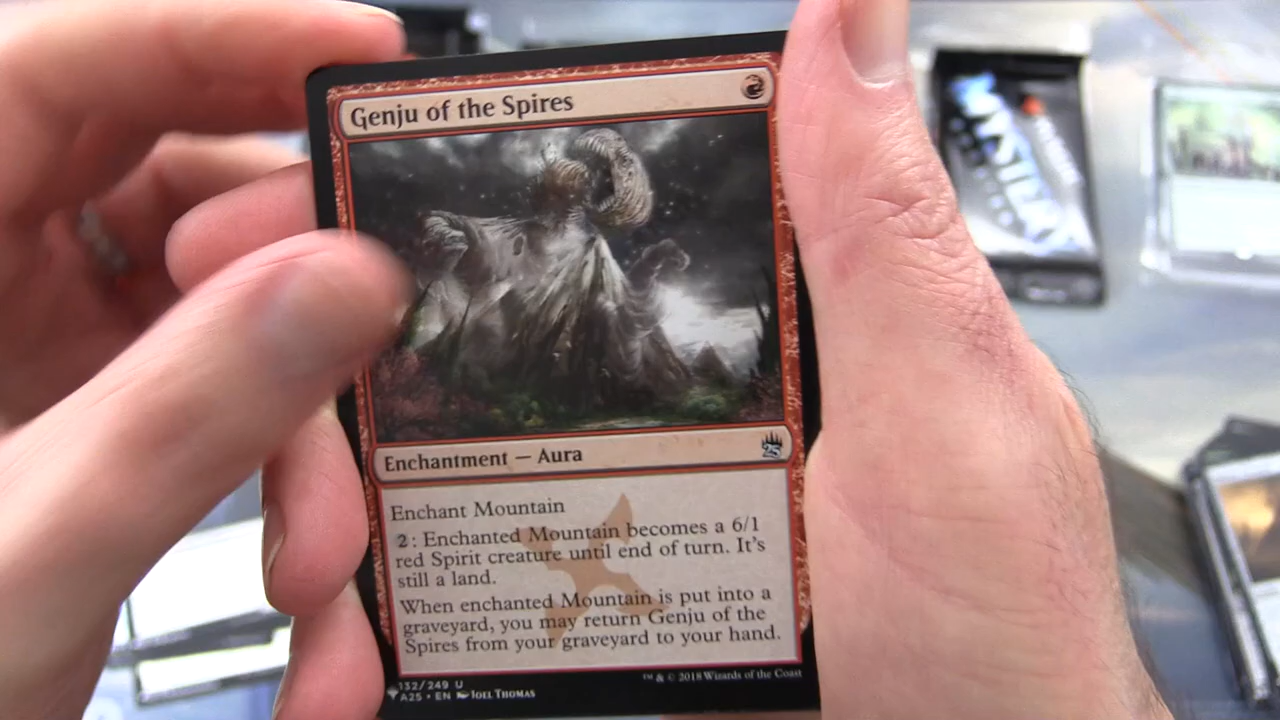 Genju of the Spires
Enchantment — Aura
25
Enchant Mountain
2: Enchanted Mountain becomes a 6/1
red Spirit creature until end of turn. It's
still a land.
When enchanted Mountain is put into a
graveyard, you may return Genju of the
Spires from your graveyard to your hand.
132/249 U
A25 • EN Joel Thomas
™ & © 2018 Wizards of the Coast